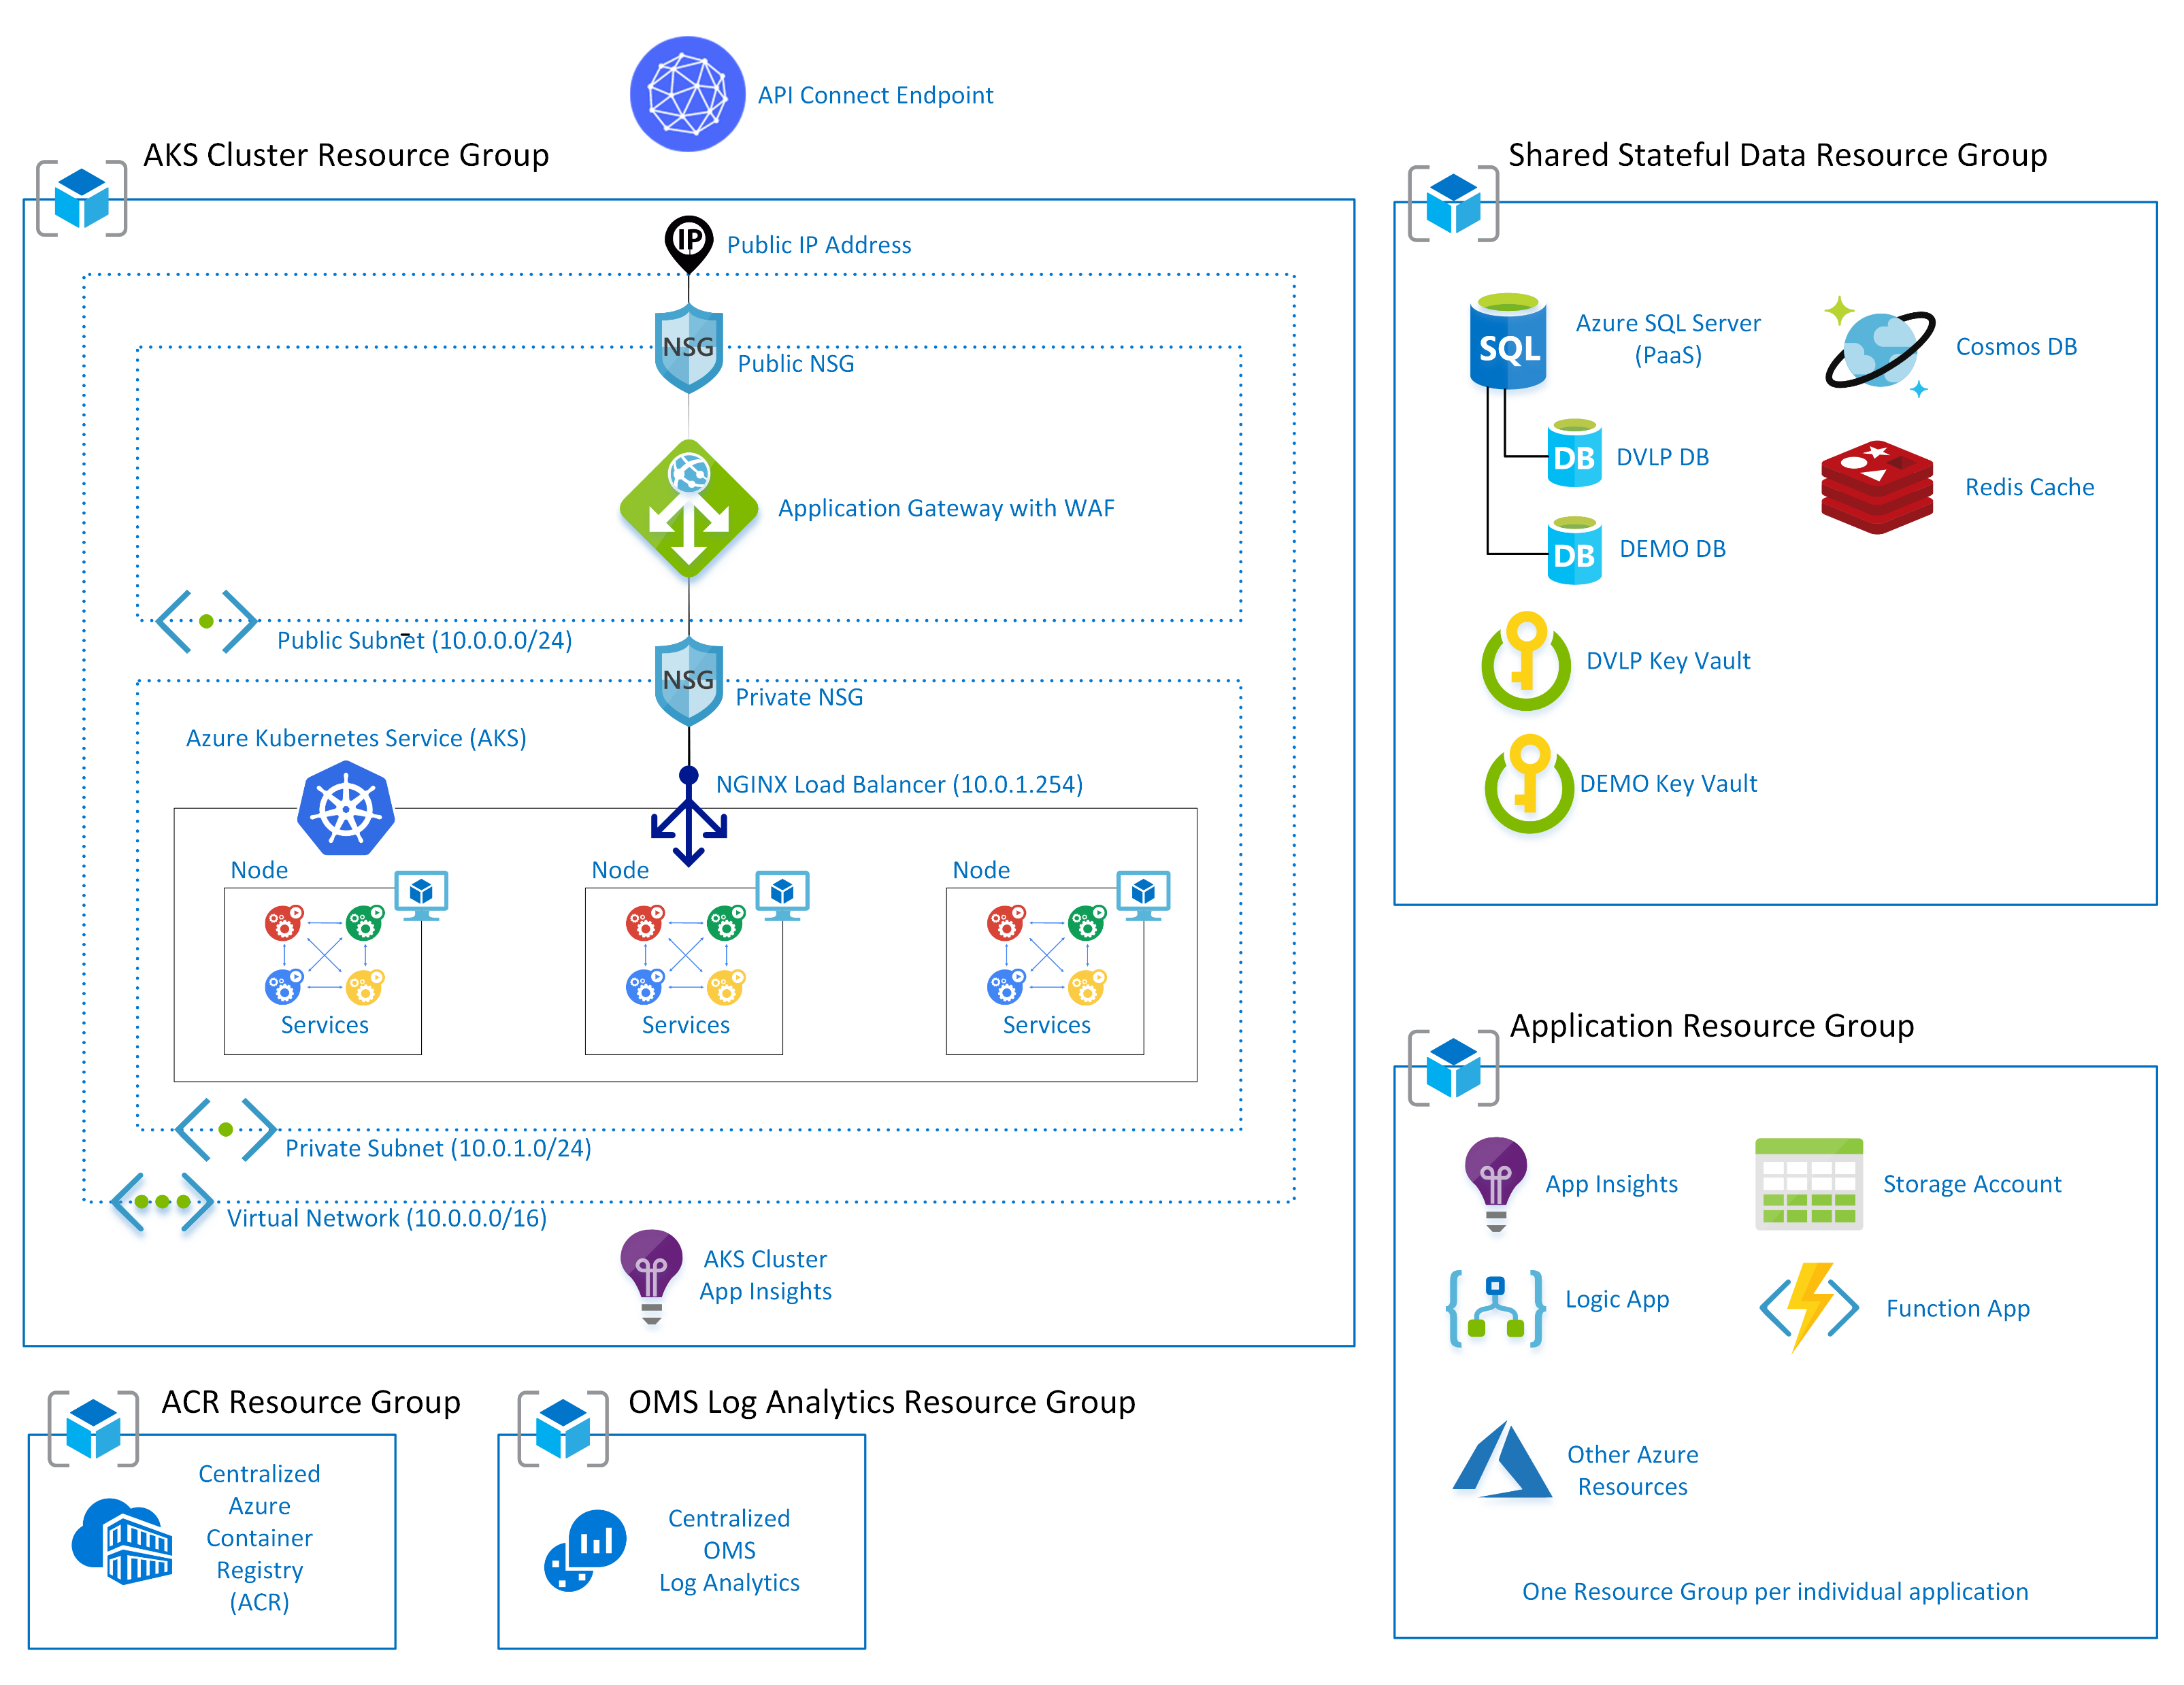 API Connect Endpoint
AKS Cluster Resource Group
IP
Public IP Address
NSG
Public NSG
Application Gateway with WAF
Public Subnet (10.0.0.0/24)
NSG
Private NSG
Azure Kubernetes Service (AKS)
NGINX Load Balancer (10.0.1.254)
Node
Node
Node
Services
Services
Services
Private Subnet (10.0.1.0/24)
Virtual Network (10.0.0.0/16)
AKS Cluster
App Insights
ACR Resource Group
Centralized
Azure
Container
Registry
(ACR)
OMS Log Analytics Resource Group
Centralized
OMS
Log Analytics
Shared Stateful Data Resource Group
SQL
Azure SQL Server
(PaaS)
Cosmos DB
DB
DVLP DB
Redis Cache
DB
DEMO DB
DVLP Key Vault
DEMO Key Vault
Application Resource Group
App Insights
Storage Account
Logic App
Function App
Other Azure
Resources
One Resource Group per individual application